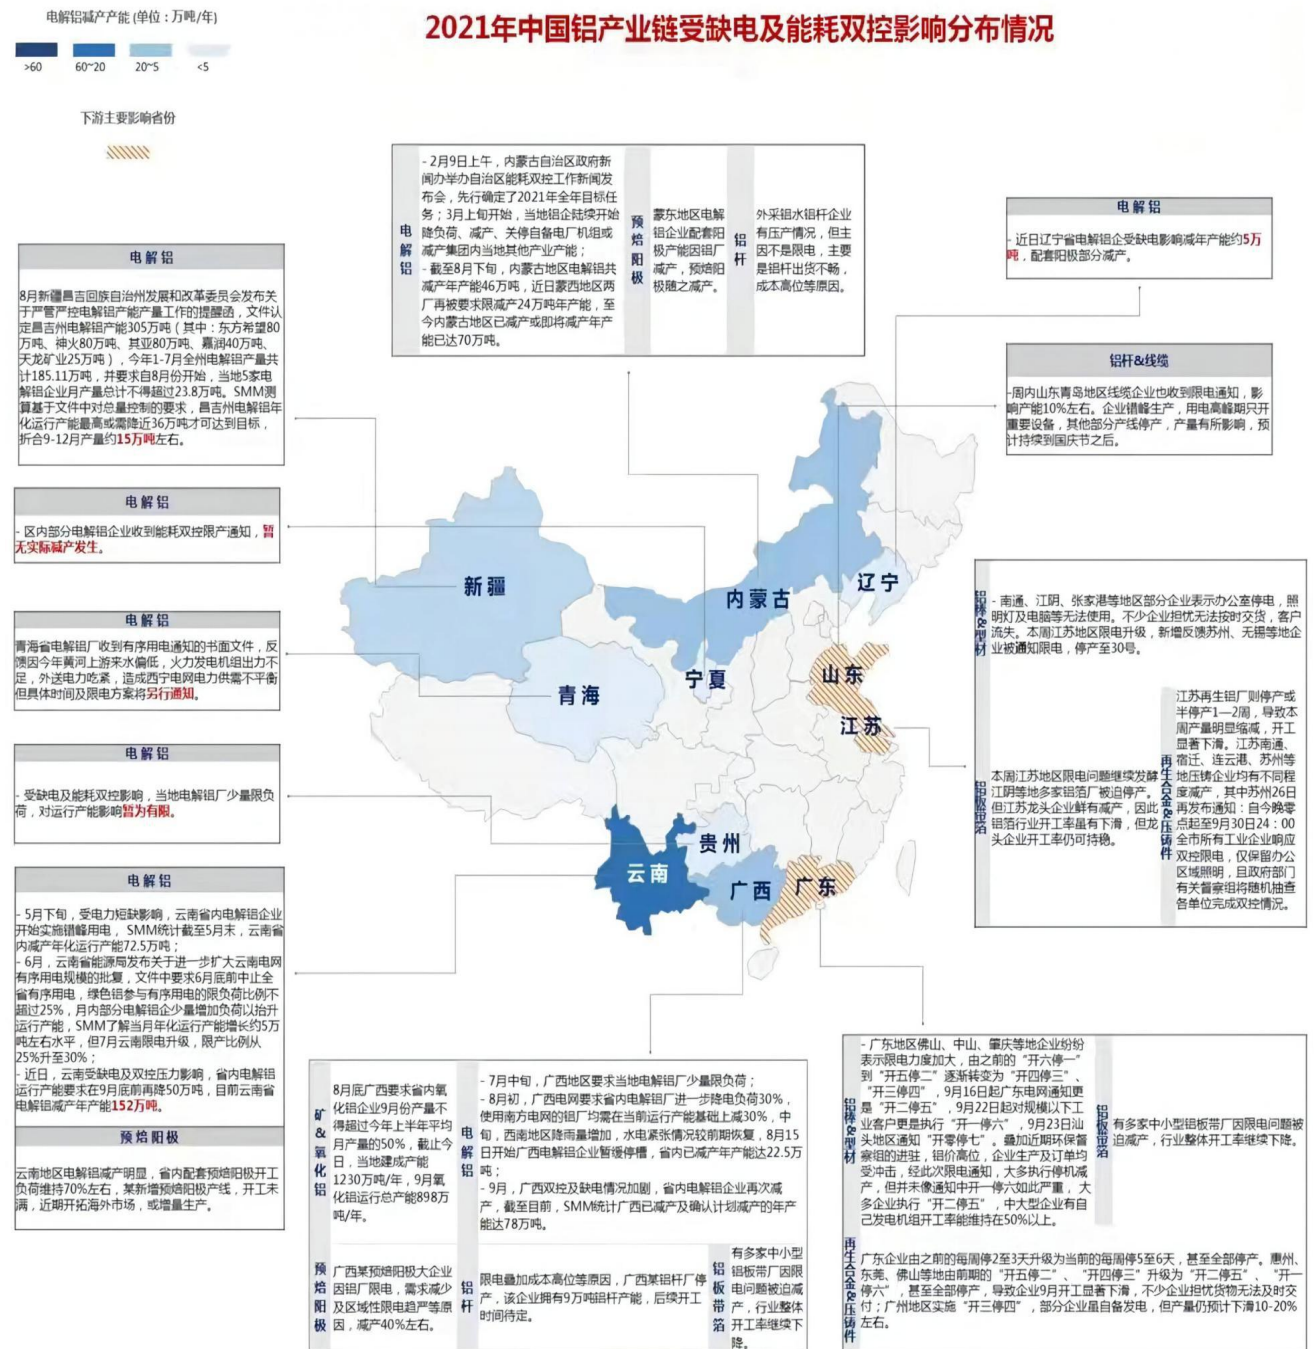 电解铝减产产能 (单位：万吨/年)
>60
60~20
20~5
<5
下游主要影响省份
2021年中国铝产业链受缺电及能耗双控影响分布情况
电解铝
- 2月9日上午，内蒙古自治区政府新
闻办举办自治区能耗双控工作新闻发
布会，先行确定了2021年全年目标任
务；3月上旬开始，当地铝企陆续开始
降负荷、减产、关停自备电厂机组或
减产集团内当地其他产业产能；
- 截至8月下旬，内蒙古地区电解铝共
减产年产能46万吨，近日蒙西地区两
厂再被要求限减产24万吨年产能，至
今内蒙古地区已减产或即将减产年产
能已达70万吨。
预焙阳极
蒙东地区电解
铝企业配套阳
极产能因铝厂
减产，预焙阳
极随之减产。
铝杆
外采铝水铝杆企业
有压产情况，但主
因不是限电，主要
是铝杆出货不畅，
成本高位等原因。
电解铝
- 近日辽宁省电解铝企受缺电影响减年产能约5万
吨，配套阳极部分减产。
铝杆&线缆
-周内山东青岛地区线缆企业也收到限电通知，影
响产能10%左右。企业错峰生产，用电高峰期只开
重要设备，其他部分产线停产，产量有所影响，预
计持续到国庆节之后。
电解铝
8月新疆昌吉回族自治州发展和改革委员会发布关
于严管严控电解铝产能产量工作的提醒函，文件认
定昌吉州电解铝产能305万吨（其中：东方希望80
万吨、神火80万吨、其亚80万吨、嘉润40万吨、
天龙矿业25万吨），今年1-7月全州电解铝产量共
计185.11万吨，并要求自8月份开始，当地5家电
解铝企业月产量总计不得超过23.8万吨。SMM测
算基于文件中对总量控制的要求，昌吉州电解铝年
化运行产能最高或需降近36万吨才可达到目标，
折合9-12月产量约15万吨左右。
电解铝
- 区内部分电解铝企业收到能耗双控限产通知，暂
无实际减产发生。
电解铝
青海省电解铝厂收到有序用电通知的书面文件，反
馈因今年黄河上游来水偏低，火力发电机组出力不
足，外送电力吃紧，造成西宁电网电力供需不平衡
但具体时间及限电方案将另行通知。
电解铝
- 受缺电及能耗双控影响，当地电解铝厂少量限负
荷，对运行产能影响暂为有限。
电解铝
- 5月下旬，受电力短缺影响，云南省内电解铝企业
开始实施错峰用电， SMM统计截至5月末，云南省
内减产年化运行产能72.5万吨；
- 6月，云南省能源局发布关于进一步扩大云南电网
有序用电规模的批复，文件中要求6月底前中止全
省有序用电，绿色铝参与有序用电的限负荷比例不
超过25%，月内部分电解铝企少量增加负荷以抬升
运行产能，SMM了解当月年化运行产能增长约5万
吨左右水平，但7月云南限电升级，限产比例从
25%升至30%；
- 近日，云南受缺电及双控压力影响，省内电解铝
运行产能要求在9月底前再降50万吨，目前云南省
电解铝减产年产能152万吨。
预焙阳极
云南地区电解铝减产明显，省内配套预焙阳极开工
负荷维持70%左右，某新增预焙阳极产线，开工未
满，近期开拓海外市场，或增量生产。
新疆
内蒙古
辽宁
青海
宁夏
山东
江苏
贵州
云南
广西
广东
铝棒&型材
- 南通、江阴、张家港等地区部分企业表示办公室停电，照
明灯及电脑等无法使用。不少企业担忧无法按时交货，客户
流失。本周江苏地区限电升级，新增反馈苏州、无锡等地企
业被通知限电，停产至30号。
铝板带箔
本周江苏地区限电问题继续发酵
江阴等地多家铝箔厂被迫停产。
但江苏龙头企业鲜有减产，因此
铝箔行业开工率虽有下滑，但龙
头企业开工率仍可持稳。
再生合金&压铸件
江苏再生铝厂则停产或
半停产1—2周，导致本
周产量明显缩减，开工
显著下滑。江苏南通、
宿迁、连云港、苏州等
地压铸企业均有不同程
度减产，其中苏州26日
再发布通知：自今晚零
点起至9月30日24：00
全市所有工业企业响应
双控限电，仅保留办公
区域照明，且政府部门
有关督察组将随机抽查
各单位完成双控情况。
矿&氧化铝
8月底广西要求省内氧
化铝企业9月份产量不
得超过今年上半年平均
月产量的50%，截止今
日，当地建成产能
1230万吨/年，9月氧
化铝运行总产能898万
吨/年。
电解铝
- 7月中旬，广西地区要求当地电解铝厂少量限负荷；
- 8月初，广西电网要求省内电解铝厂进一步降电负荷30%，
使用南方电网的铝厂均需在当前运行产能基础上减30%，中
旬，西南地区降雨量增加，水电紧张情况较前期恢复，8月15
日开始广西电解铝企业暂缓停槽，省内已减产年产能达22.5万
吨；
- 9月，广西双控及缺电情况加剧，省内电解铝企业再次减
产，截至目前，SMM统计广西已减产及确认计划减产的年产
能达78万吨。
预焙阳极
广西某预焙阳极大企业
因铝厂限电，需求减少
及区域性限电趋严等原
因，减产40%左右。
铝杆
限电叠加成本高位等原因，广西某铝杆厂停
产，该企业拥有9万吨铝杆产能，后续开工
时间待定。
铝板带箔
有多家中小型
铝板带厂因限
电问题被迫减
产，行业整体
开工率继续下
降。
铝棒&型材
- 广东地区佛山、中山、肇庆等地企业纷纷
表示限电力度加大，由之前的“开六停一”
到“开五停二”逐渐转变为“开四停三”、
“开三停四”，9月16日起广东电网通知更
是“开二停五”，9月22日起对规模以下工
业客户更是执行“开一停六”，9月23日汕
头地区通知“开零停七”。叠加近期环保督
察组的进驻，铝价高位，企业生产及订单均
受冲击，经此次限电通知，大多执行停机减
产，但并未像通知中开一停六如此严重，大
多企业执行“开二停五”，中大型企业有自
己发电机组开工率能维持在50%以上。
铝板带箔
有多家中小型铝板带厂因限电问题被
迫减产，行业整体开工率继续下降。
再生合金&压铸件
广东企业由之前的每周停2至3天升级为当前的每周停5至6天，甚至全部停产。惠州、
东莞、佛山等地由前期的“开五停二”、“开四停三”升级为“开二停五”、“开一
停六”，甚至全部停产，导致企业9月开工显著下滑，不少企业担忧货物无法及时交
付；广州地区实施“开三停四”，部分企业虽自备发电，但产量仍预计下滑10-20%
左右。